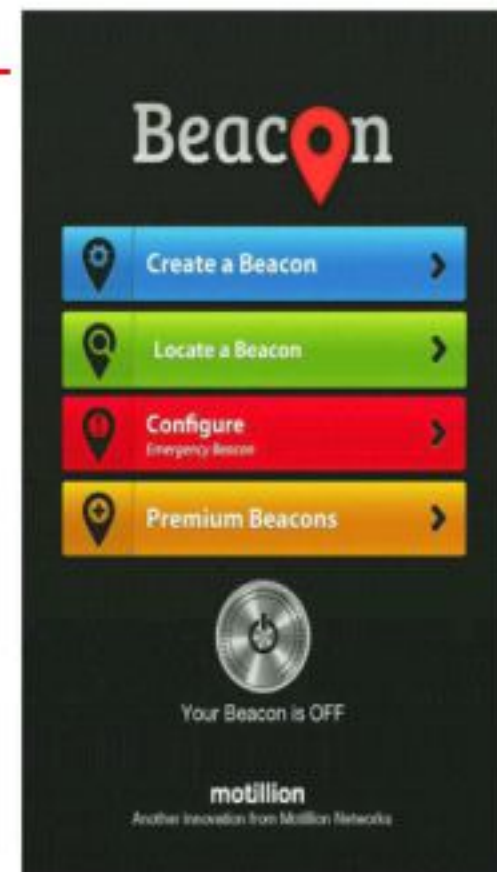 Beacon
Create a Beacon
Locate a Beacon
Configure
Emergency Beacon
Premium Beacons
Your Beacon is OFF
motillion
Another innovation from Motillion Networks